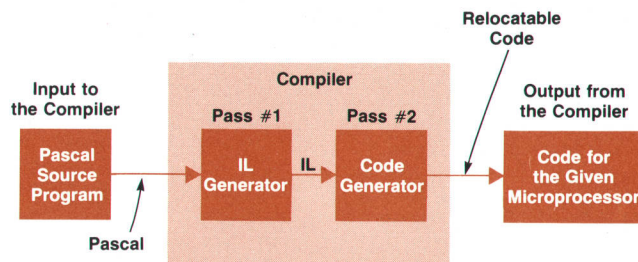 Relocatable
Code
Input to
the Compiler
Compiler
Output from
the Compiler
Pass #1
Pass #2
Pascal
Source
Program
IL
Generator
IL
Code
Generator
Code for
the Given
Microprocessor
Pascal